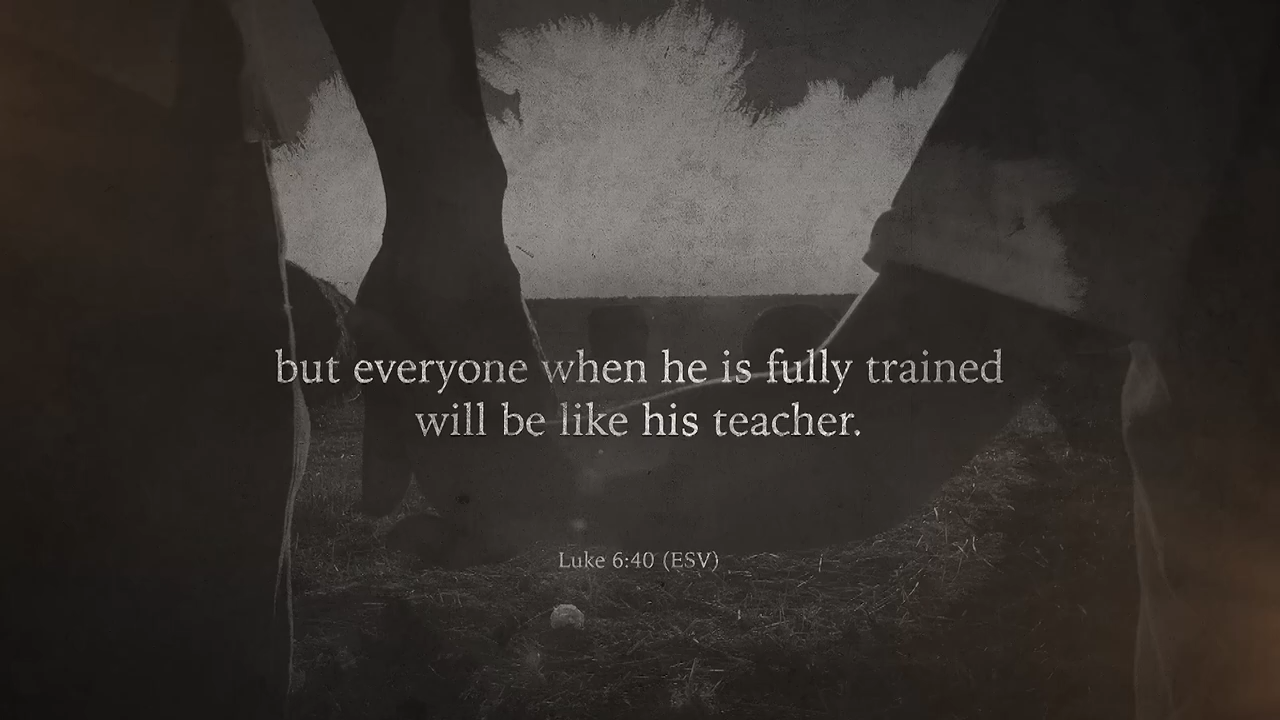 but everyone when he is fully trained
will be like his teacher.
Luke 6:40 (ESV)